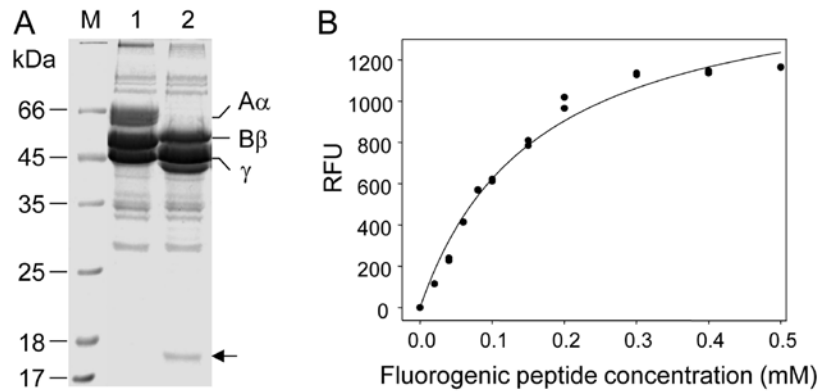 A
M 1 2
kDa
66
45
35
25
18
17
Aα
Bβ
γ
B
RFU
1200
1000
800
600
400
200
0
0.0 0.1 0.2 0.3 0.4 0.5
Fluorogenic peptide concentration (mM)